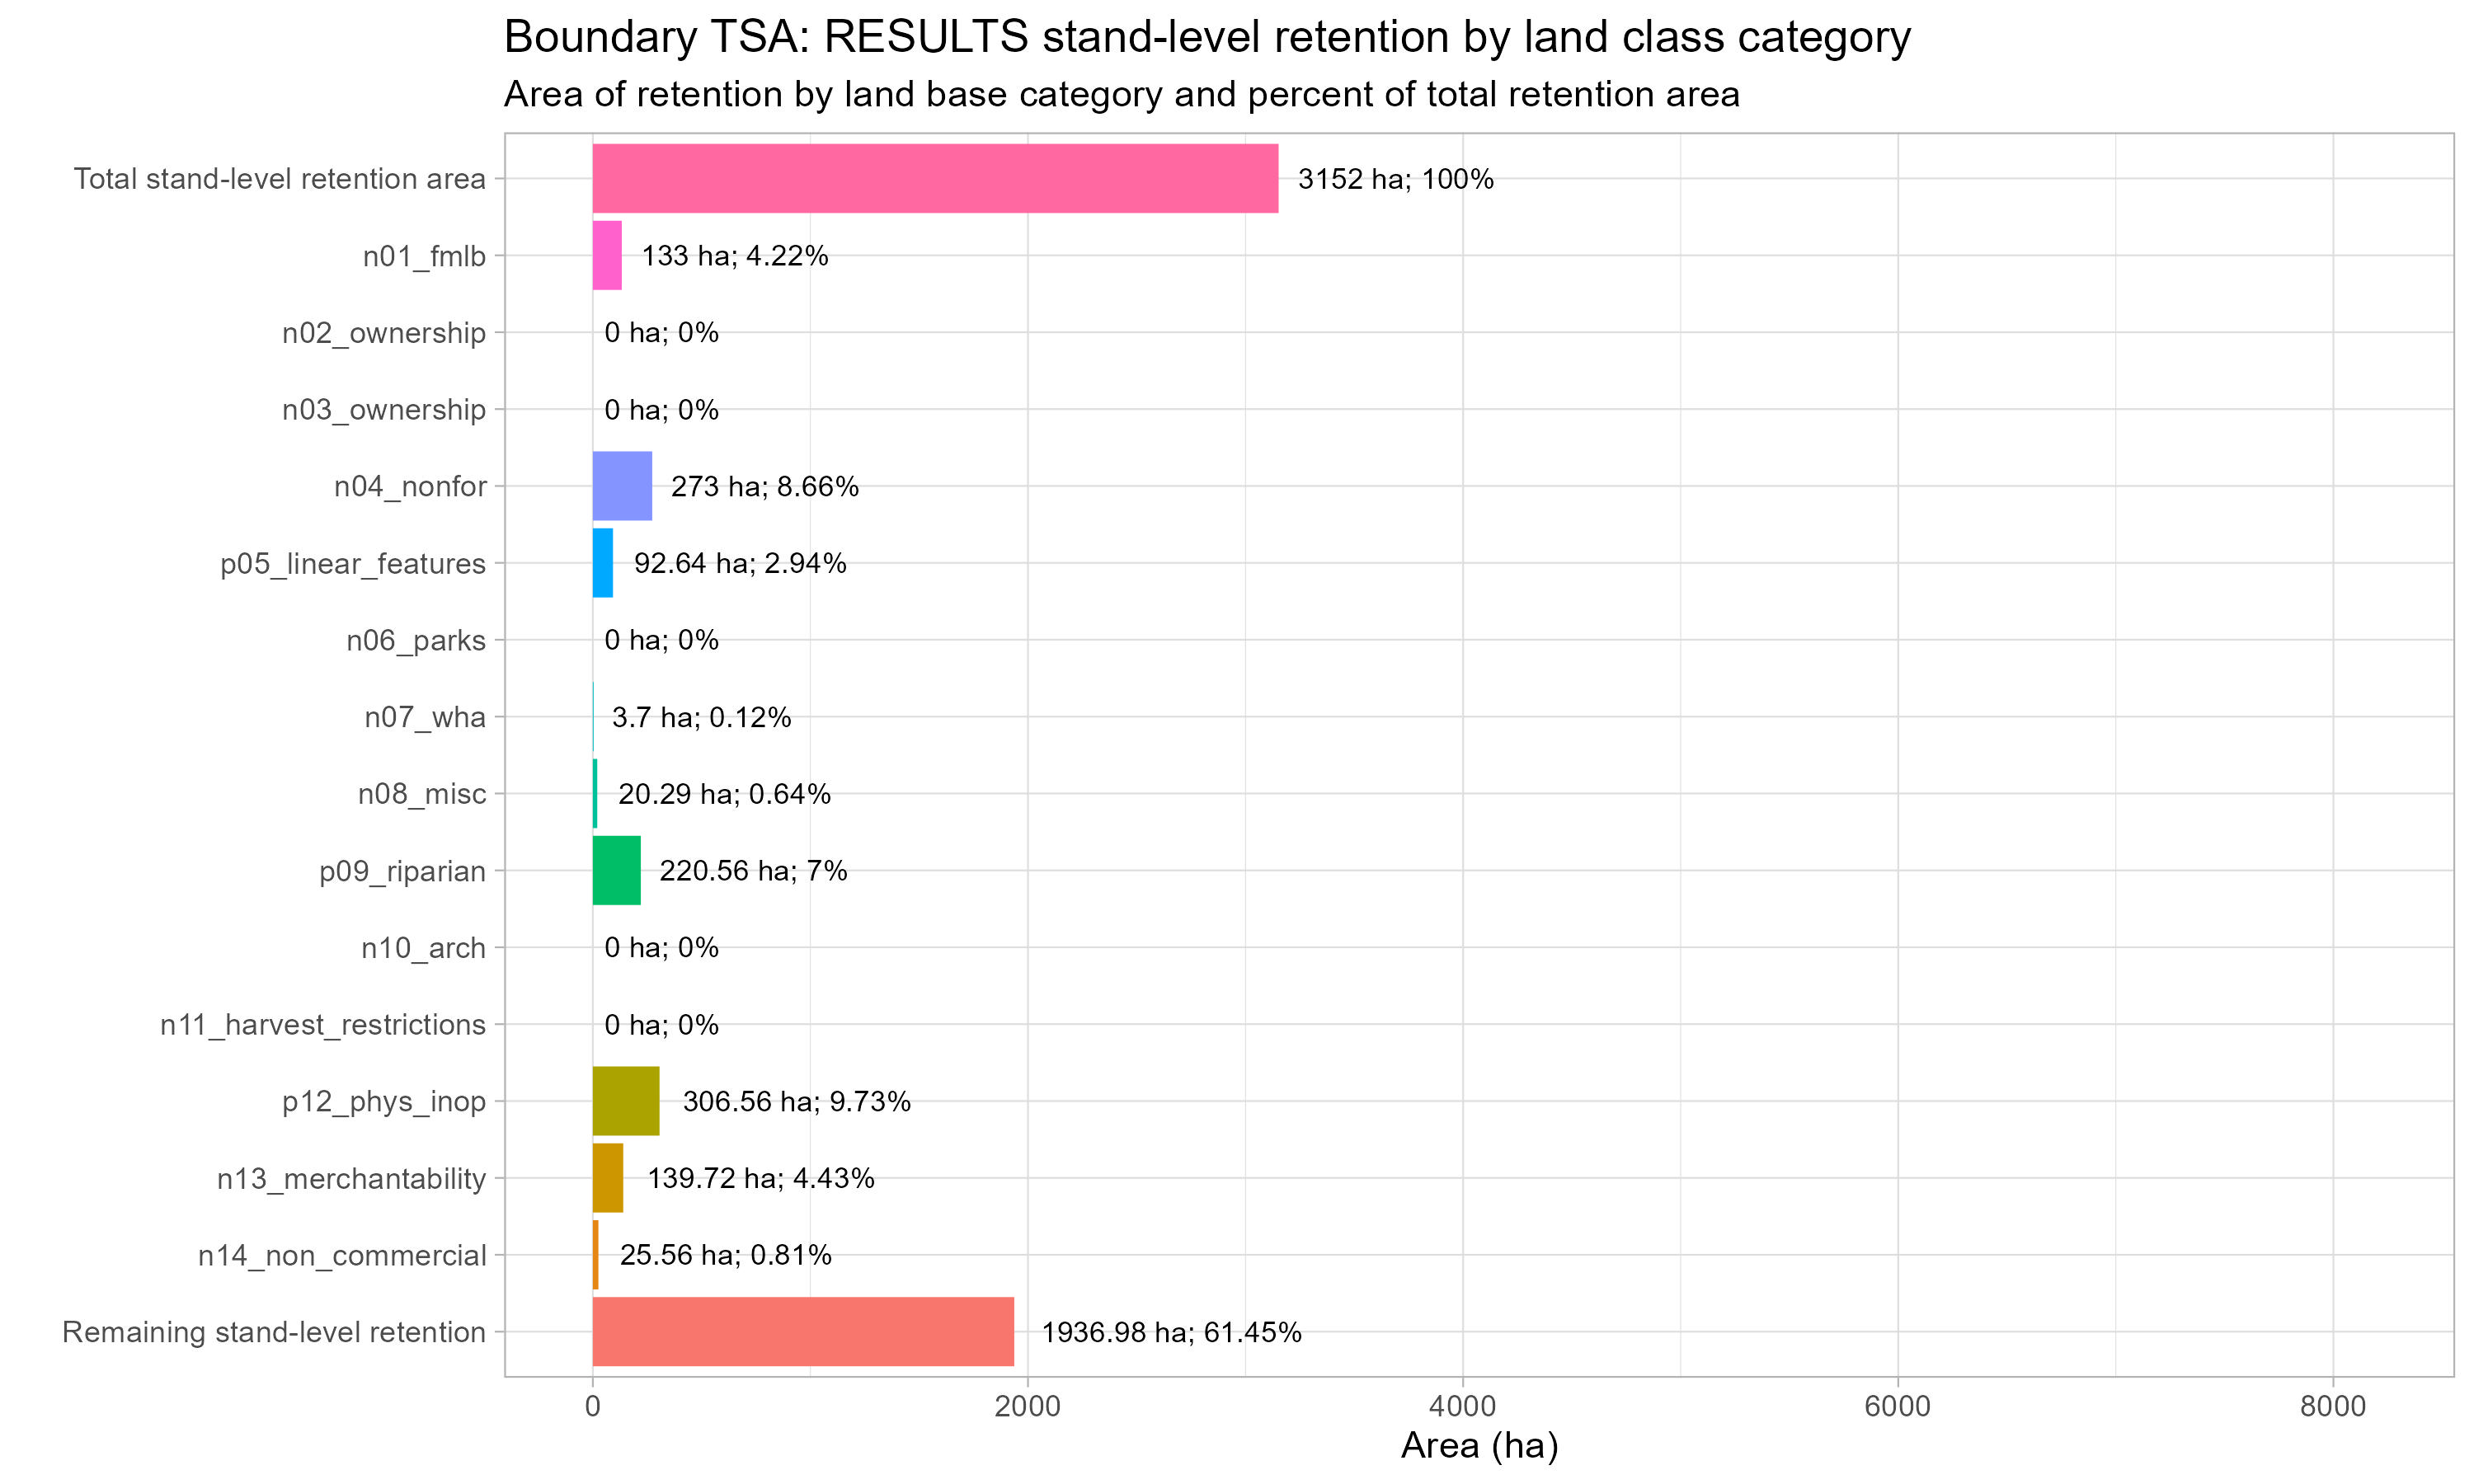 Boundary TSA: RESULTS stand-level retention by land class category
Area of retention by land base category and percent of total retention area
Total stand-level retention area 3152 ha; 100%
n01_fmlb 133 ha; 4.22%
n02_ownership 0 ha; 0%
n03_ownership 0 ha; 0%
n04_nonfor 273 ha; 8.66%
p05_linear_features 92.64 ha; 2.94%
n06_parks 0 ha; 0%
n07_wha 3.7 ha; 0.12%
n08_misc 20.29 ha; 0.64%
p09_riparian 220.56 ha; 7%
n10_arch 0 ha; 0%
n11_harvest_restrictions 0 ha; 0%
p12_phys_inop 306.56 ha; 9.73%
n13_merchantability 139.72 ha; 4.43%
n14_non_commercial 25.56 ha; 0.81%
Remaining stand-level retention 1936.98 ha; 61.45%
0 2000 4000 6000 8000
Area (ha)